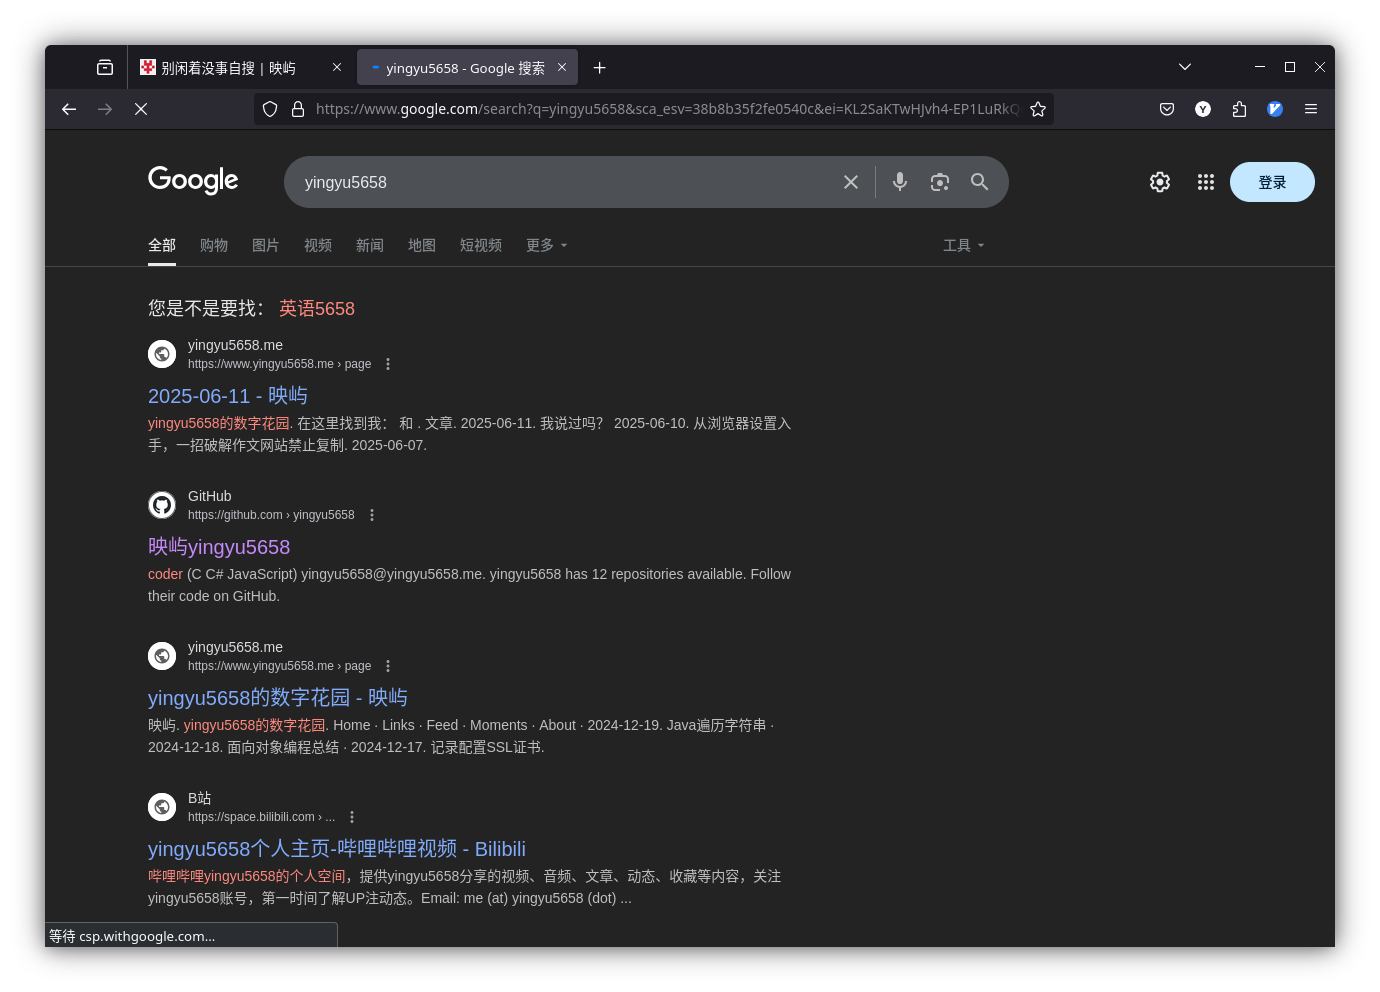 别闲着没事自搜 | 映屿
yingyu5658 - Google 搜索
https://www.google.com/search?q=yingyu5658&sca_esv=38b8b35f2fe0540c&ei=KL2SaKTwHJvh4-EP1LuRkQ
Google
yingyu5658
登录
全部 购物 图片 视频 新闻 地图 短视频 更多 工具
您是不是要找： 英语5658
yingyu5658.me
https://www.yingyu5658.me › page
2025-06-11 - 映屿
yingyu5658的数字花园. 在这里找到我： 和 . 文章. 2025-06-11. 我说过吗？ 2025-06-10. 从浏览器设置入
手，一招破解作文网站禁止复制. 2025-06-07.
GitHub
https://github.com › yingyu5658
映屿yingyu5658
coder (C C# JavaScript) yingyu5658@yingyu5658.me. yingyu5658 has 12 repositories available. Follow
their code on GitHub.
yingyu5658.me
https://www.yingyu5658.me › page
yingyu5658的数字花园 - 映屿
映屿. yingyu5658的数字花园. Home · Links · Feed · Moments · About · 2024-12-19. Java遍历字符串 ·
2024-12-18. 面向对象编程总结 · 2024-12-17. 记录配置SSL证书.
B站
https://space.bilibili.com › ...
yingyu5658个人主页-哔哩哔哩视频 - Bilibili
哔哩哔哩yingyu5658的个人空间，提供yingyu5658分享的视频、音频、文章、动态、收藏等内容，关注
yingyu5658账号，第一时间了解UP注动态。Email: me (at) yingyu5658 (dot) ...
等待 csp.withgoogle.com...